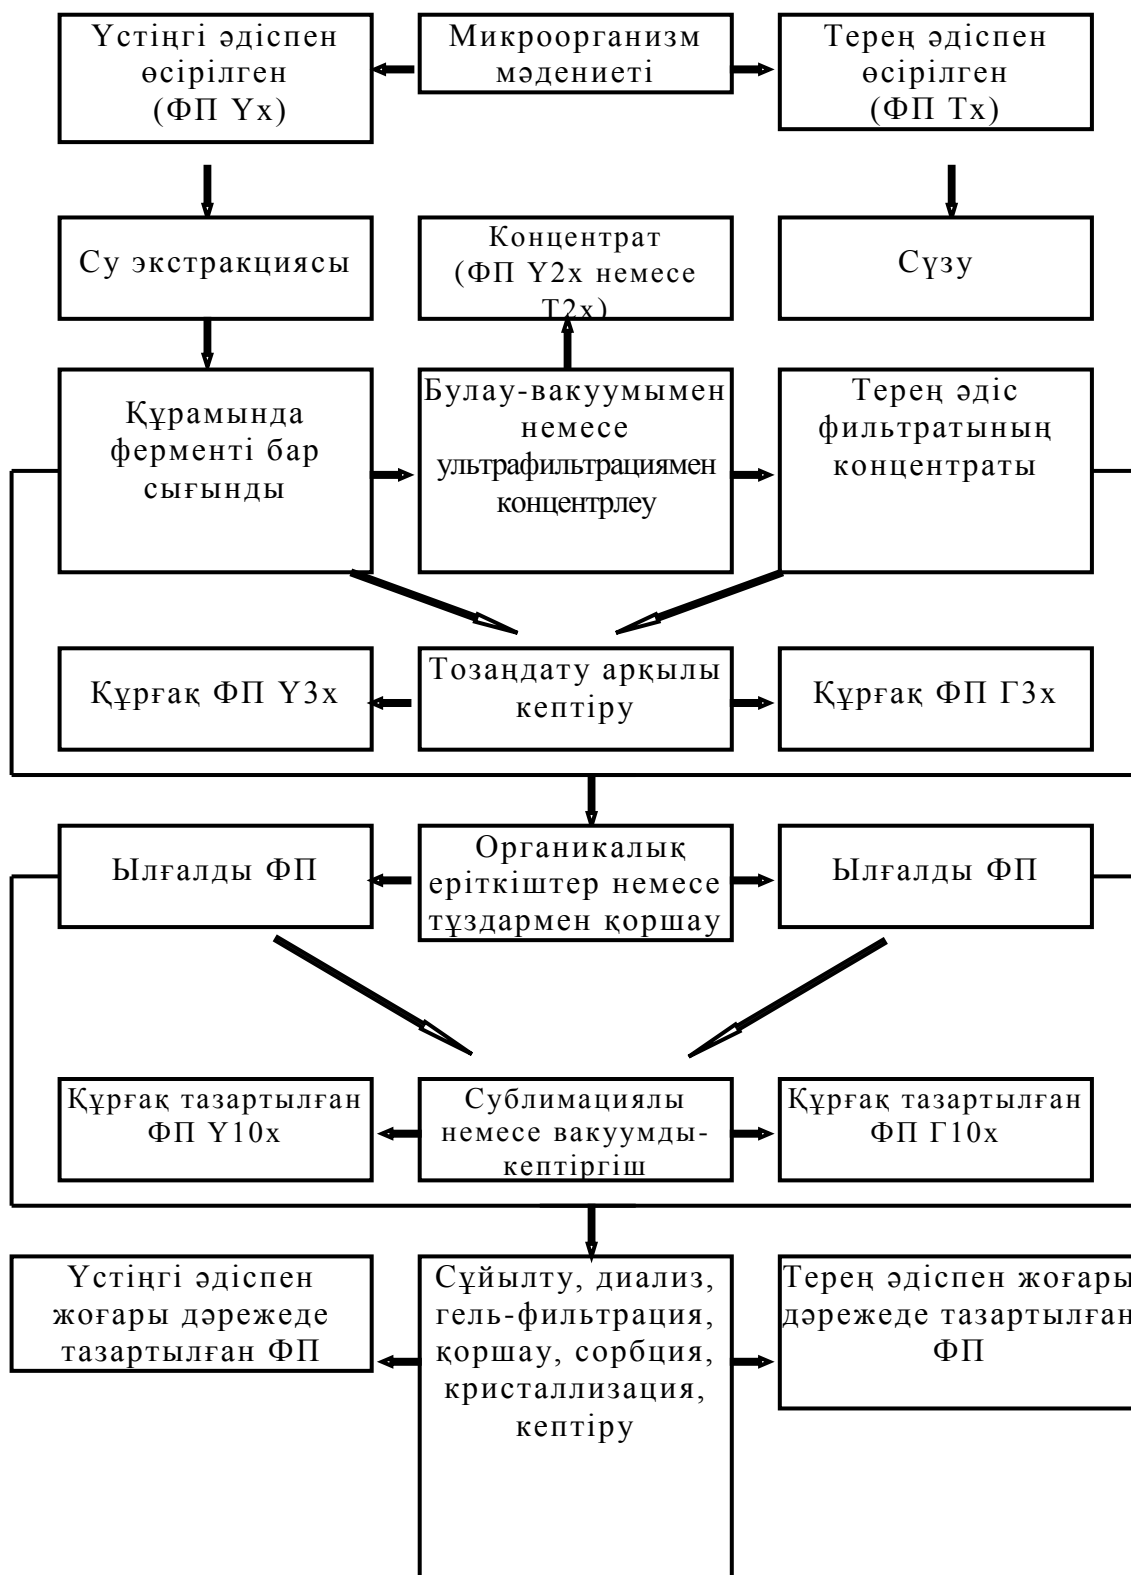 Үстіңгі әдіспен
өсірілген
(ФП Үх)
Микроорганизм
мәдениеті
Терең әдіспен
өсірілген
(ФП Тх)
Су экстракциясы
Концентрат
(ФП Ү2х немесе
Т2х)
Сүзу
Құрамында
ферменті бар
сығынды
Булау-вакуумымен
немесе
ультрафильтрациямен
концентрлеу
Терең әдіс
фильтратының
концентраты
Құрғақ ФП Ү3х
Тозаңдату арқылы
кептіру
Құрғақ ФП Г3х
Ылғалды ФП
Органикалық
еріткіштер немесе
тұздармен қоршау
Ылғалды ФП
Құрғақ тазартылған
ФП Ү10х
Сублимациялы
немесе вакуумды-
кептіргіш
Құрғақ тазартылған
ФП Г10х
Үстіңгі әдіспен
жоғары дәрежеде
тазартылған ФП
Сұйылту, диализ,
гель-фильтрация,
қоршау, сорбция,
кристаллизация,
кептіру
Терең әдіспен жоғары
дәрежеде тазартылған
ФП